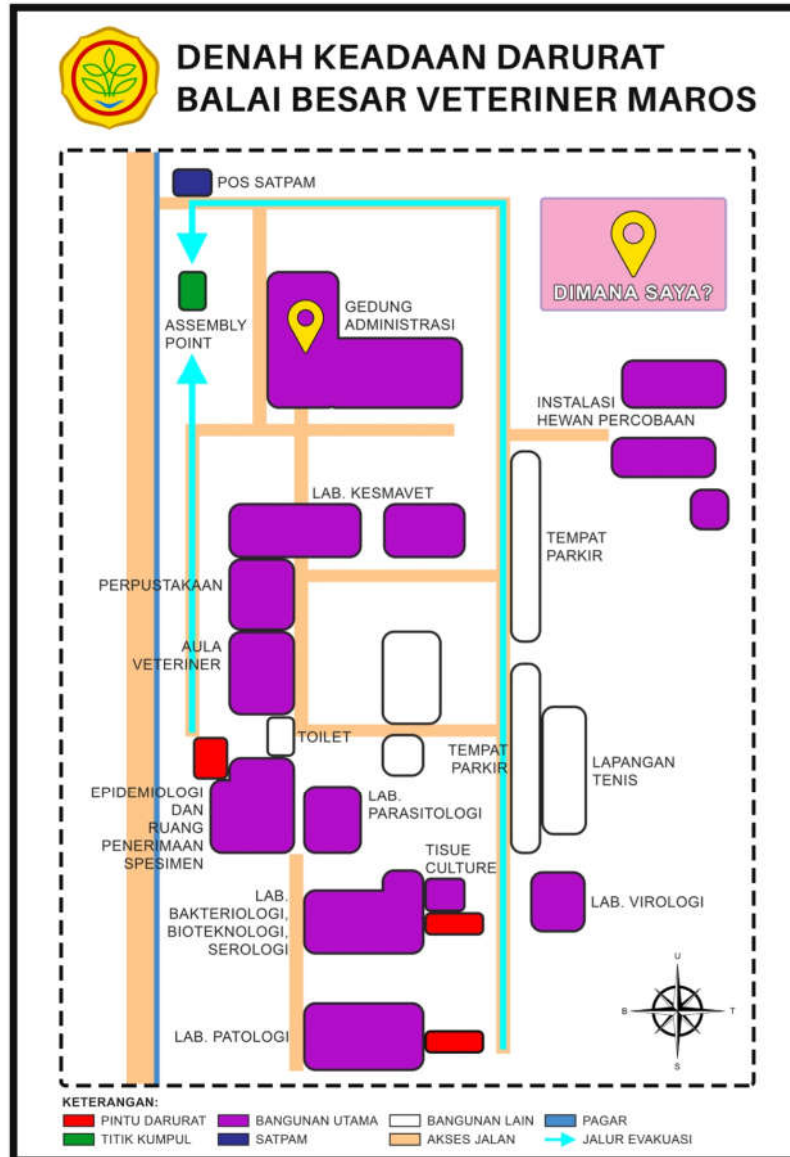 DENAH KEADAAN DARURAT
BALAI BESAR VETERINER MAROS
POS SATPAM
DIMANA SAYA?
ASSEMBLY
POINT
GEDUNG
ADMINISTRASI
INSTALASI
HEWAN PERCOBAAN
LAB. KESMAVET
TEMPAT
PARKIR
PERPUSTAKAAN
AULA
VETERINER
TOILET
TEMPAT
PARKIR
LAPANGAN
TENIS
EPIDEMIOLOGI
DAN
RUANG
PENERIMAAN
SPESIMEN
LAB.
PARASITOLOGI
TISUE
CULTURE
LAB.
BAKTERIOLOGI,
BIOTEKNOLOGI,
SEROLOGI
LAB. VIROLOGI
U
B
T
S
LAB. PATOLOGI
KETERANGAN:
PINTU DARURAT
BANGUNAN UTAMA
BANGUNAN LAIN
PAGAR
TITIK KUMPUL
SATPAM
AKSES JALAN
JALUR EVAKUASI